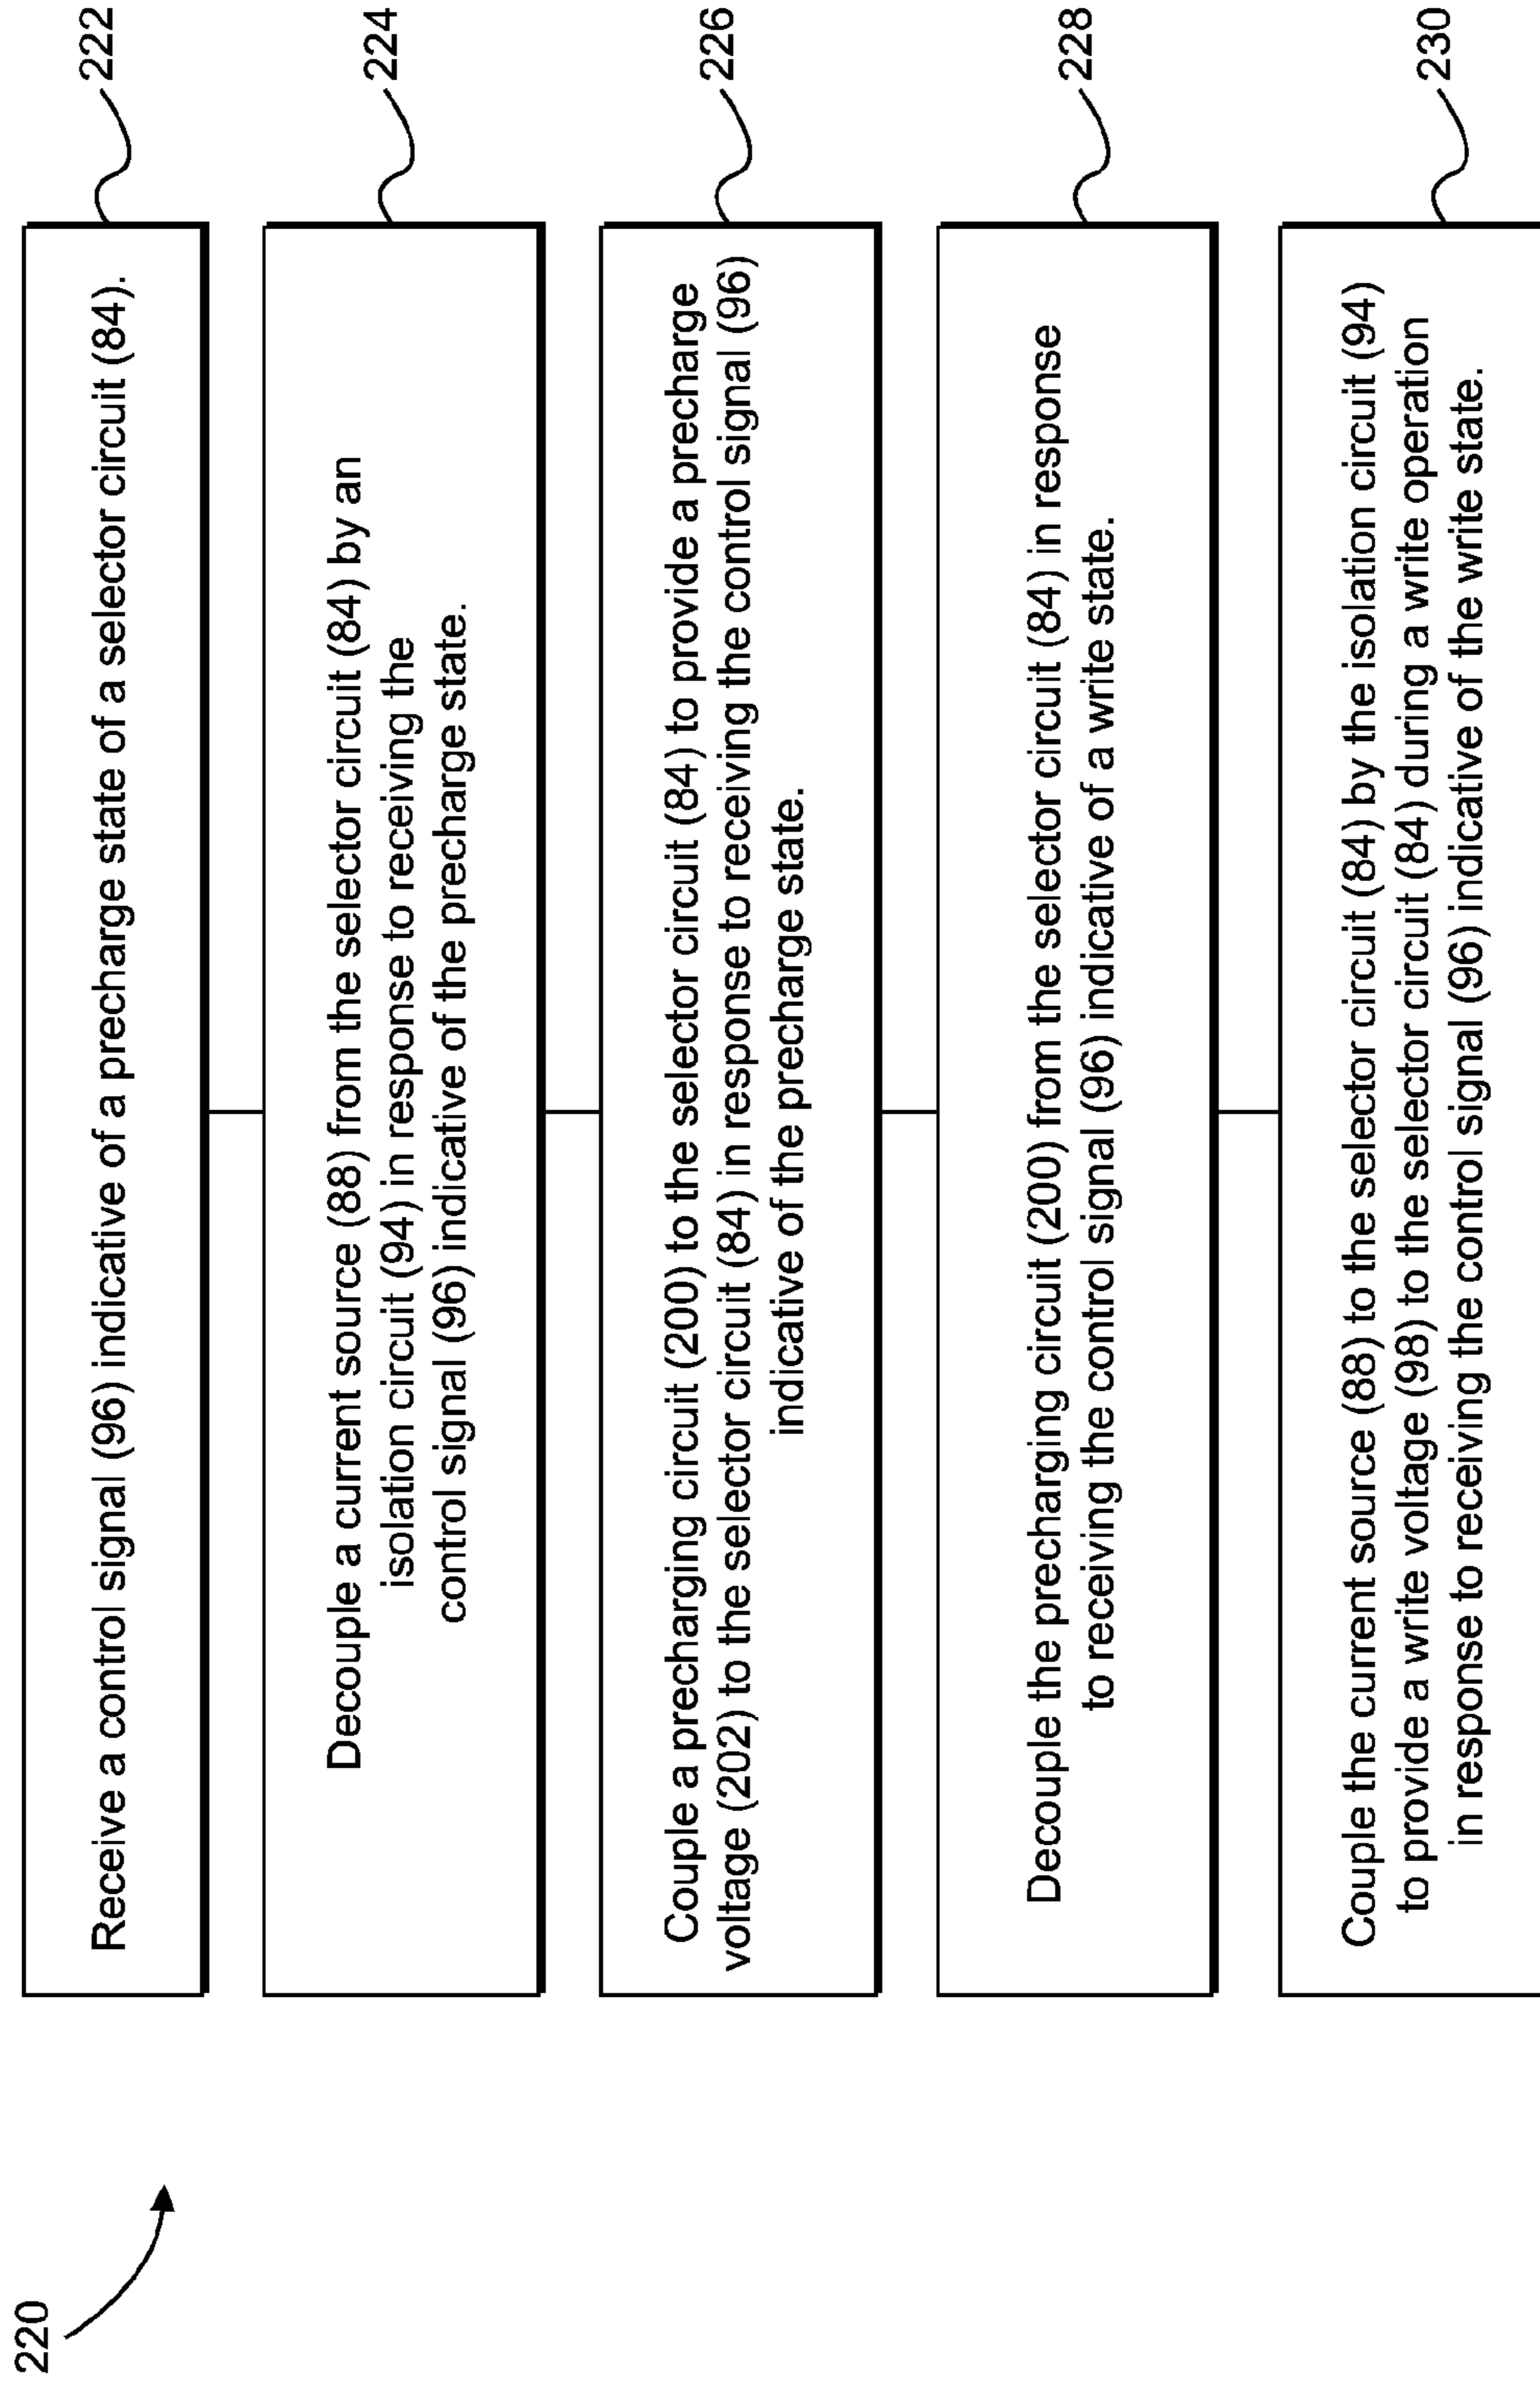 220
Receive a control signal (96) indicative of a precharge state of a selector circuit (84).
222
Decouple a current source (88) from the selector circuit (84) by an
isolation circuit (94) in response to receiving the
control signal (96) indicative of the precharge state.
224
Couple a precharging circuit (200) to the selector circuit (84) to provide a precharge
voltage (202) to the selector circuit (84) in response to receiving the control signal (96)
indicative of the precharge state.
226
Decouple the precharging circuit (200) from the selector circuit (84) in response
to receiving the control signal (96) indicative of a write state.
228
Couple the current source (88) to the selector circuit (84) by the isolation circuit (94)
to provide a write voltage (98) to the selector circuit (84) during a write operation
in response to receiving the control signal (96) indicative of the write state.
230